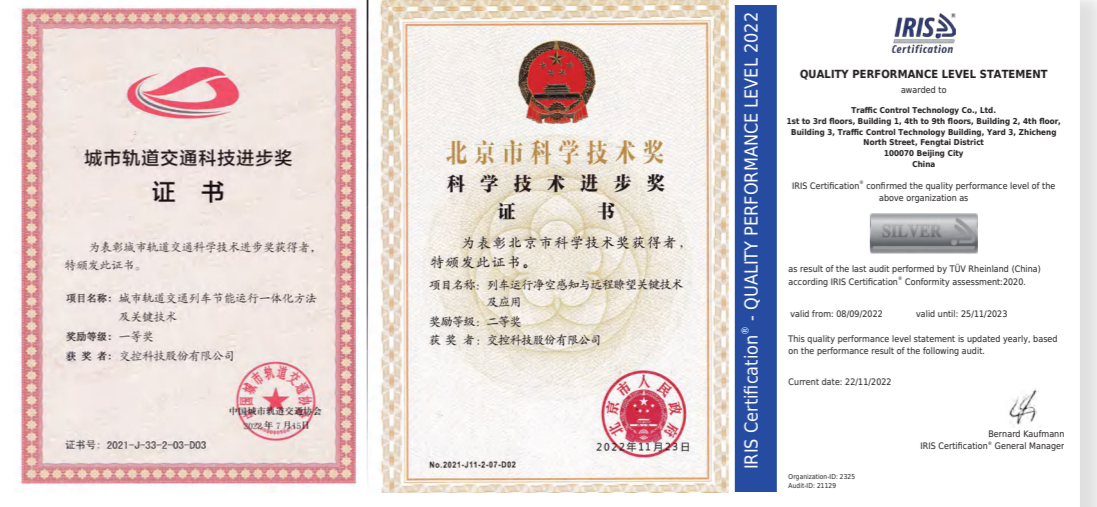 城市轨道交通科技进步奖
证 书
为表彰城市轨道交通科学技术进步奖获得者，
特颁发此证书。
项目名称：城市轨道交通列车节能运行一体化方法
及关键技术
奖励等级：一等奖
获 奖 者：交控科技股份有限公司
中国城市轨道交通协会
2022年7月15日
证书号：2021-J-33-2-03-D03
北京市科学技术奖
科学技术进步奖
证 书
为表彰北京市科学技术奖获得者，
特颁发此证书。
项目名称：列车运行净空感知与远程瞭望关键技术
及应用
奖励等级：二等奖
获 奖 者：交控科技股份有限公司
北京市人民政府
2022年11月23日
No.2021-J11-2-07-D02
IRIS Certification® - QUALITY PERFORMANCE LEVEL 2022
IRIS®
Certification
QUALITY PERFORMANCE LEVEL STATEMENT
awarded to
Traffic Control Technology Co., Ltd.
1st to 3rd floors, Building 1, 4th to 9th floors, Building 2, 4th floor,
Building 3, Traffic Control Technology Building, Yard 3, Zhicheng
North Street, Fengtai District
100070 Beijing City
China
IRIS Certification® confirmed the quality performance level of the
above organization as
SILVER
as result of the last audit performed by TÜV Rheinland (China)
according IRIS Certification® Conformity assessment:2020.
valid from: 08/09/2022 valid until: 25/11/2023
This quality performance level statement is updated yearly, based
on the performance result of the following audit.
Current date: 22/11/2022
Bernard Kaufmann
IRIS Certification® General Manager
Organization-ID: 2325
Audit-ID: 21129